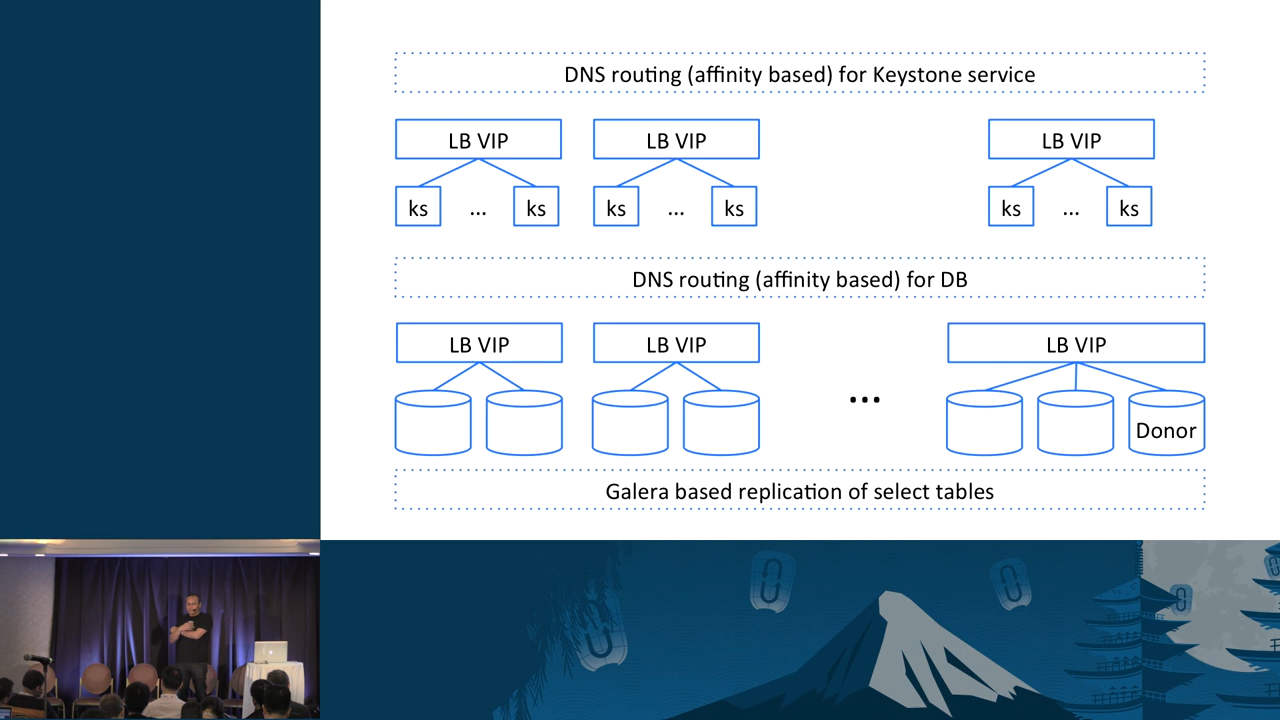 DNS routing (affinity based) for Keystone service
LB VIP
LB VIP
LB VIP
ks
...
ks
ks
...
ks
ks
...
ks
DNS routing (affinity based) for DB
LB VIP
LB VIP
LB VIP
...
Donor
Galera based replication of select tables